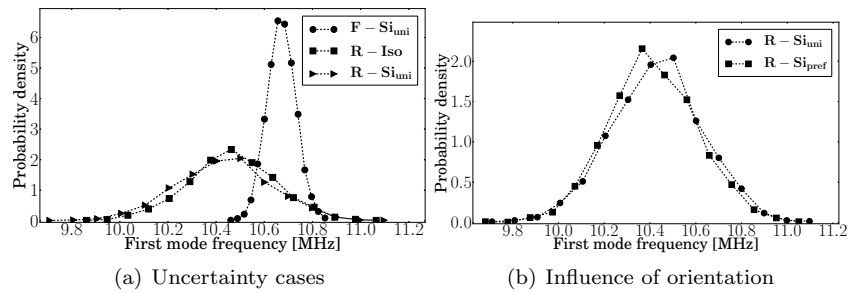 Probability density
6
5
4
3
2
1
0
9.8 10.0 10.2 10.4 10.6 10.8 11.0 11.2
First mode frequency [MHz]
F − Si_uni
R − Iso
R − Si_uni
(a) Uncertainty cases
Probability density
2.0
1.5
1.0
0.5
0.0
9.8 10.0 10.2 10.4 10.6 10.8 11.0 11.2
First mode frequency [MHz]
R − Si_uni
R − Si_pref
(b) Influence of orientation